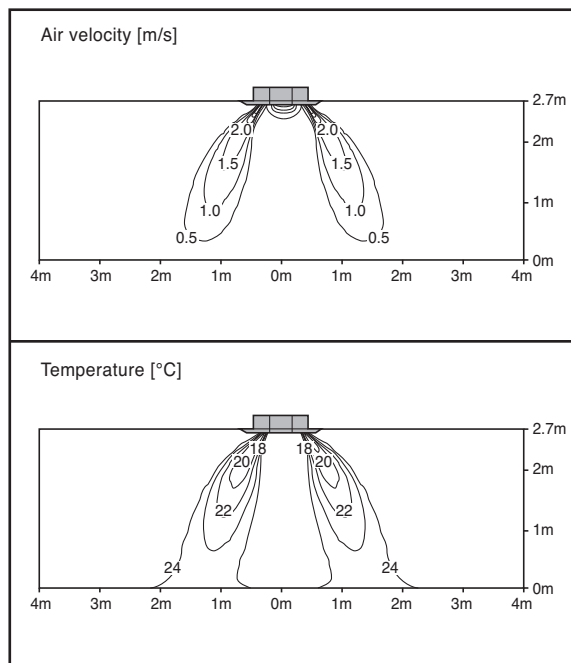 Air velocity [m/s]
2.7m
2.0 2.0
2m
1.5 1.5
1m
1.0 1.0
0.5 0.5
0m
4m 3m 2m 1m 0m 1m 2m 3m 4m
Temperature [°C]
2.7m
18 18
20 20
2m
22 22
1m
24 24
0m
4m 3m 2m 1m 0m 1m 2m 3m 4m